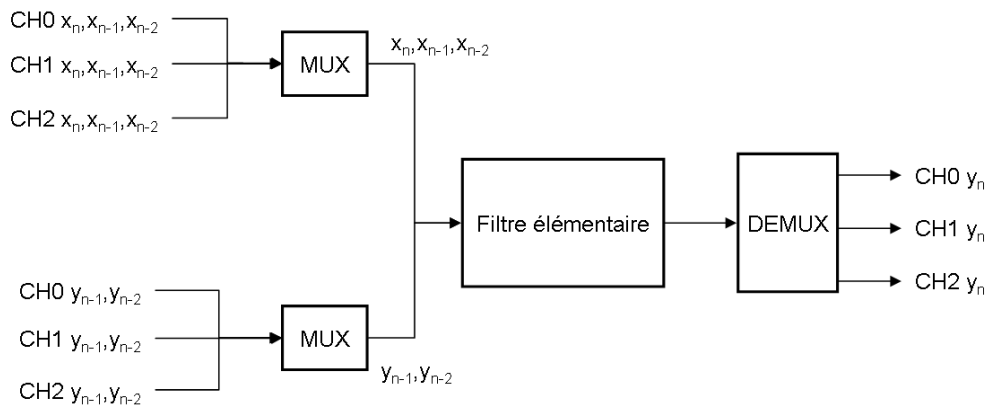 CH0 xn,xn-1,xn-2
CH1 xn,xn-1,xn-2
CH2 xn,xn-1,xn-2
MUX
xn,xn-1,xn-2
Filtre élémentaire
DEMUX
CH0 yn
CH1 yn
CH2 yn
CH0 yn-1,yn-2
CH1 yn-1,yn-2
CH2 yn-1,yn-2
MUX
yn-1,yn-2